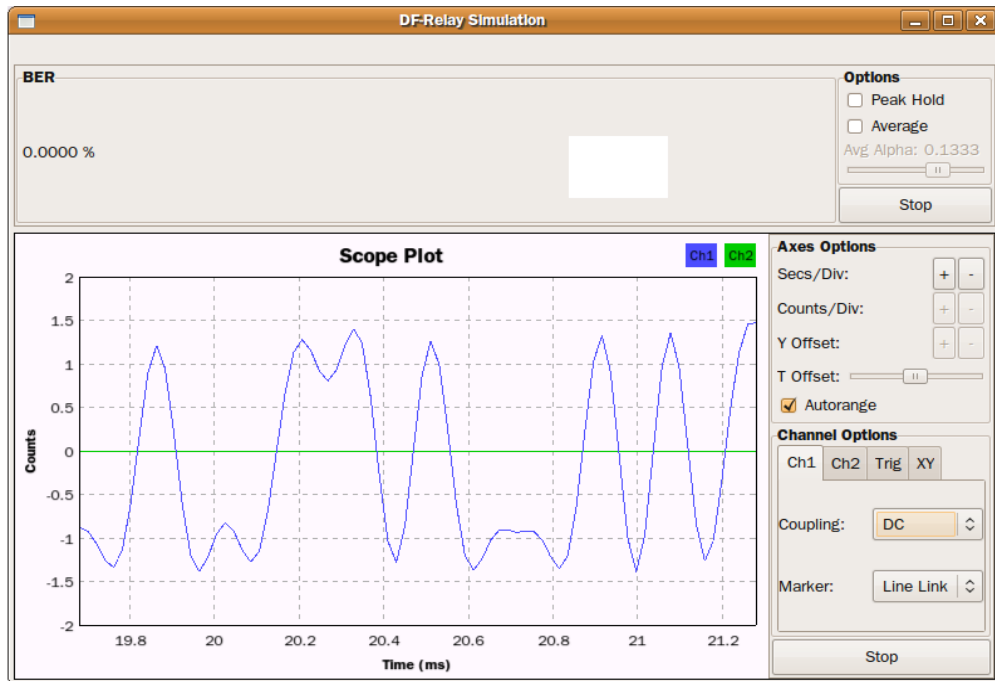 DF-Relay Simulation
BER
0.0000 %
Options
Peak Hold
Average
Avg Alpha: 0.1333
Stop
Scope Plot
Ch1 Ch2
2
1.5
1
0.5
0
-0.5
-1
-1.5
-2
Counts
19.8 20 20.2 20.4 20.6 20.8 21 21.2
Time (ms)
Axes Options
Secs/Div: + -
Counts/Div: + -
Y Offset: + -
T Offset:
Autorange
Channel Options
Ch1 Ch2 Trig XY
Coupling: DC
Marker: Line Link
Stop